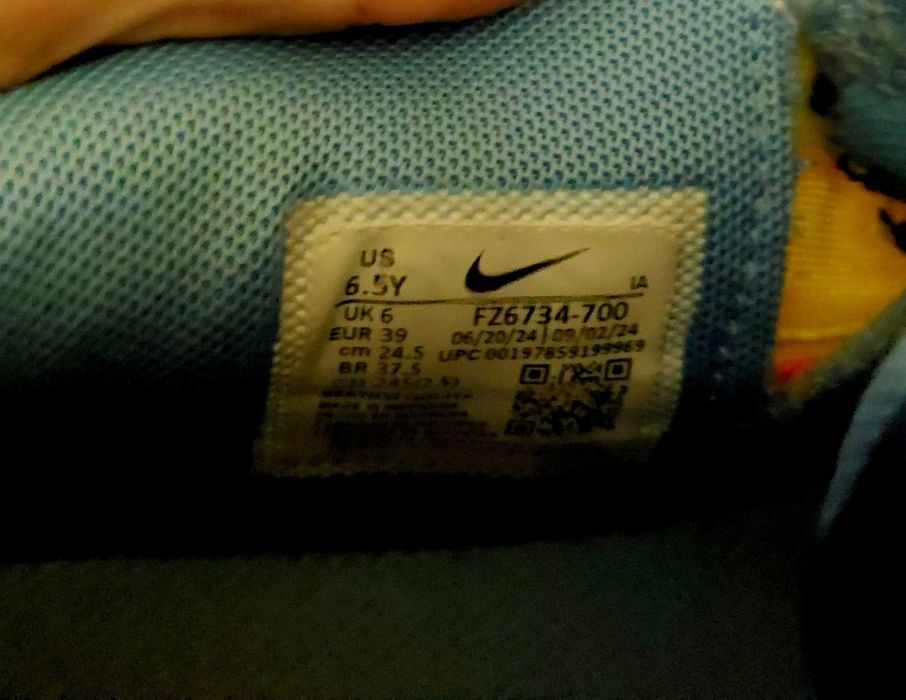 US
6.5Y
IA
UK 6
FZ6734-700
EUR 39
06/20/24 | 09/02/24
cm 24.5
UPC 00197859199969
BR 37.5